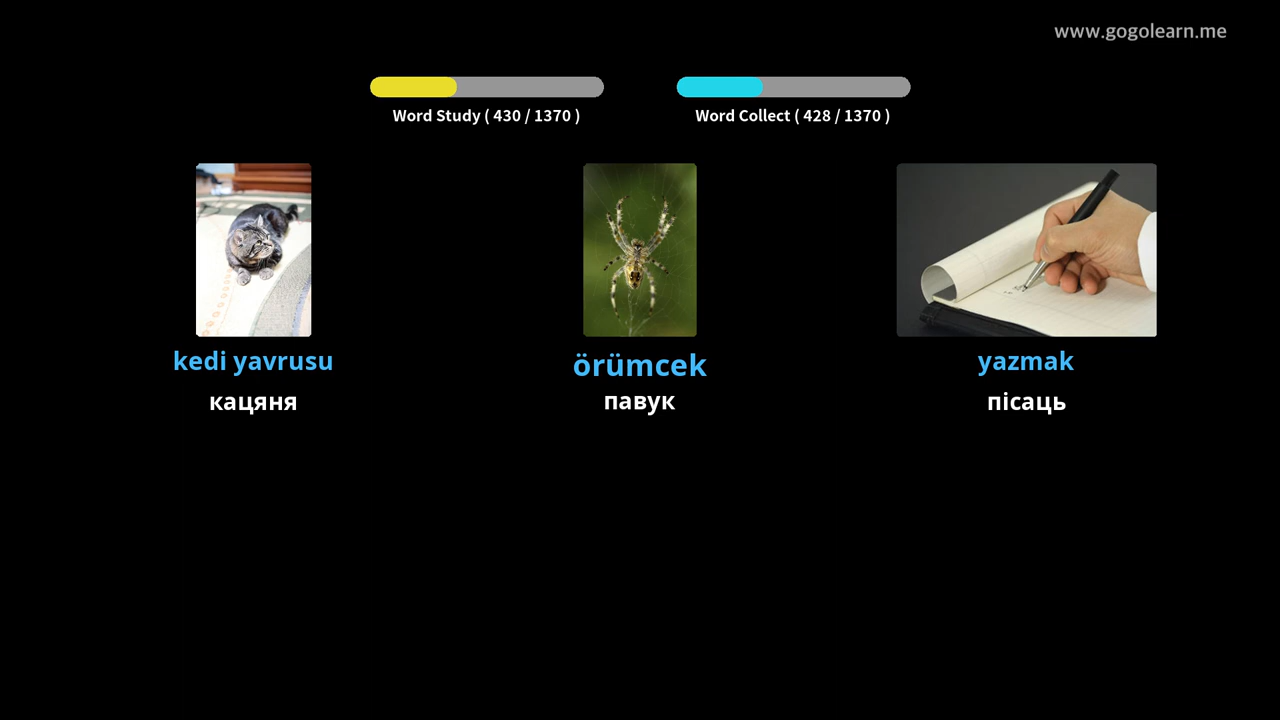 www.gogolearn.me
Word Study ( 430 / 1370 )
Word Collect ( 428 / 1370 )
kedi yavrusu
кацяня
örümcek
павук
yazmak
пісаць